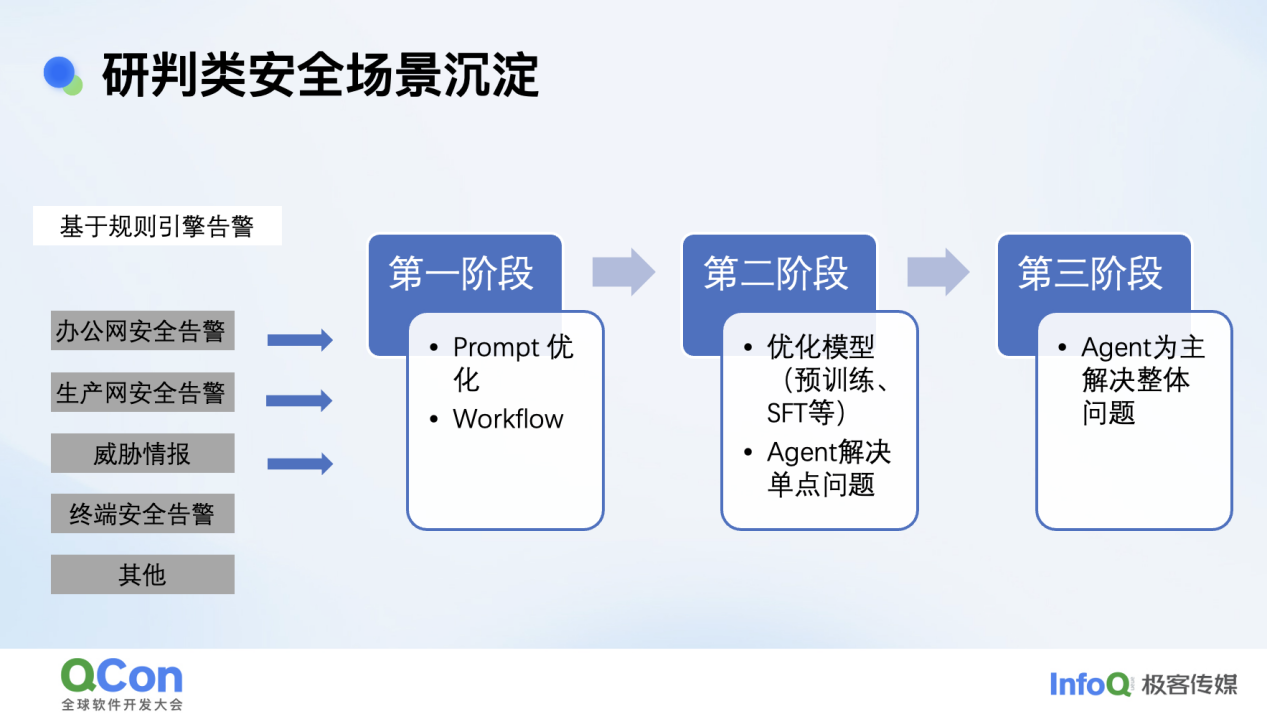 研判类安全场景沉淀
基于规则引擎告警
办公网安全告警
生产网安全告警
威胁情报
终端安全告警
其他
第一阶段
• Prompt 优
化
• Workflow
第二阶段
• 优化模型
（预训练、
SFT等）
• Agent解决
单点问题
第三阶段
• Agent为主
解决整体
问题
QCon
全球软件开发大会
InfoQ 极客传媒